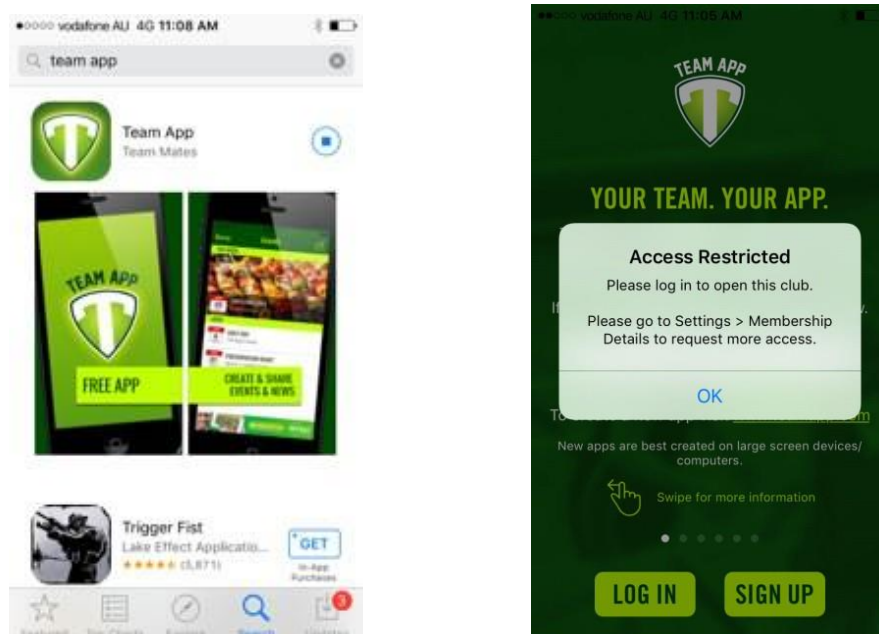 vodafone AU 4G 11:08 AM
team app
Team App
Team Mates
TEAM APP
FREE APP
CREATE & SHARE
EVENTS & NEWS
Trigger Fist
Lake Effect Applicatio...
(3,871)
GET
In-App
Purchases
Search
3
vodafone AU 4G 11:05 AM
TEAM APP
YOUR TEAM. YOUR APP.
Access Restricted
Please log in to open this club.
Please go to Settings > Membership
Details to request more access.
OK
New apps are best created on large screen devices/
computers.
Swipe for more information
LOG IN
SIGN UP